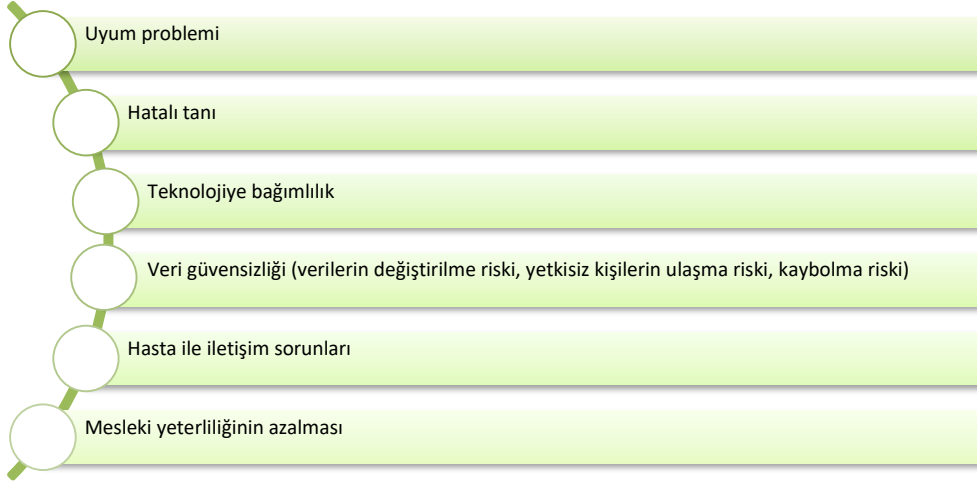 Uyum problemi
Hatalı tanı
Teknolojiye bağımlılık
Veri güvensizliği (verilerin değiştirilme riski, yetkisiz kişilerin ulaşma riski, kaybolma riski)
Hasta ile iletişim sorunları
Mesleki yeterliliğinin azalması